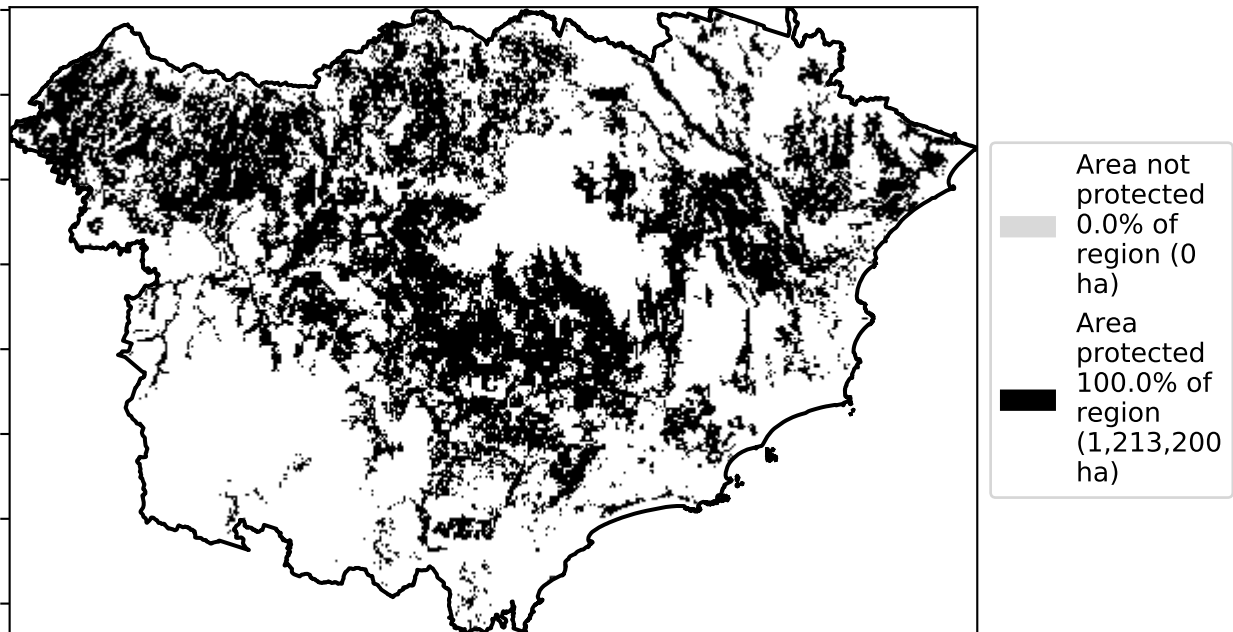 Area not
protected
0.0% of
region (0
ha)
Area
protected
100.0% of
region
(1,213,200
ha)